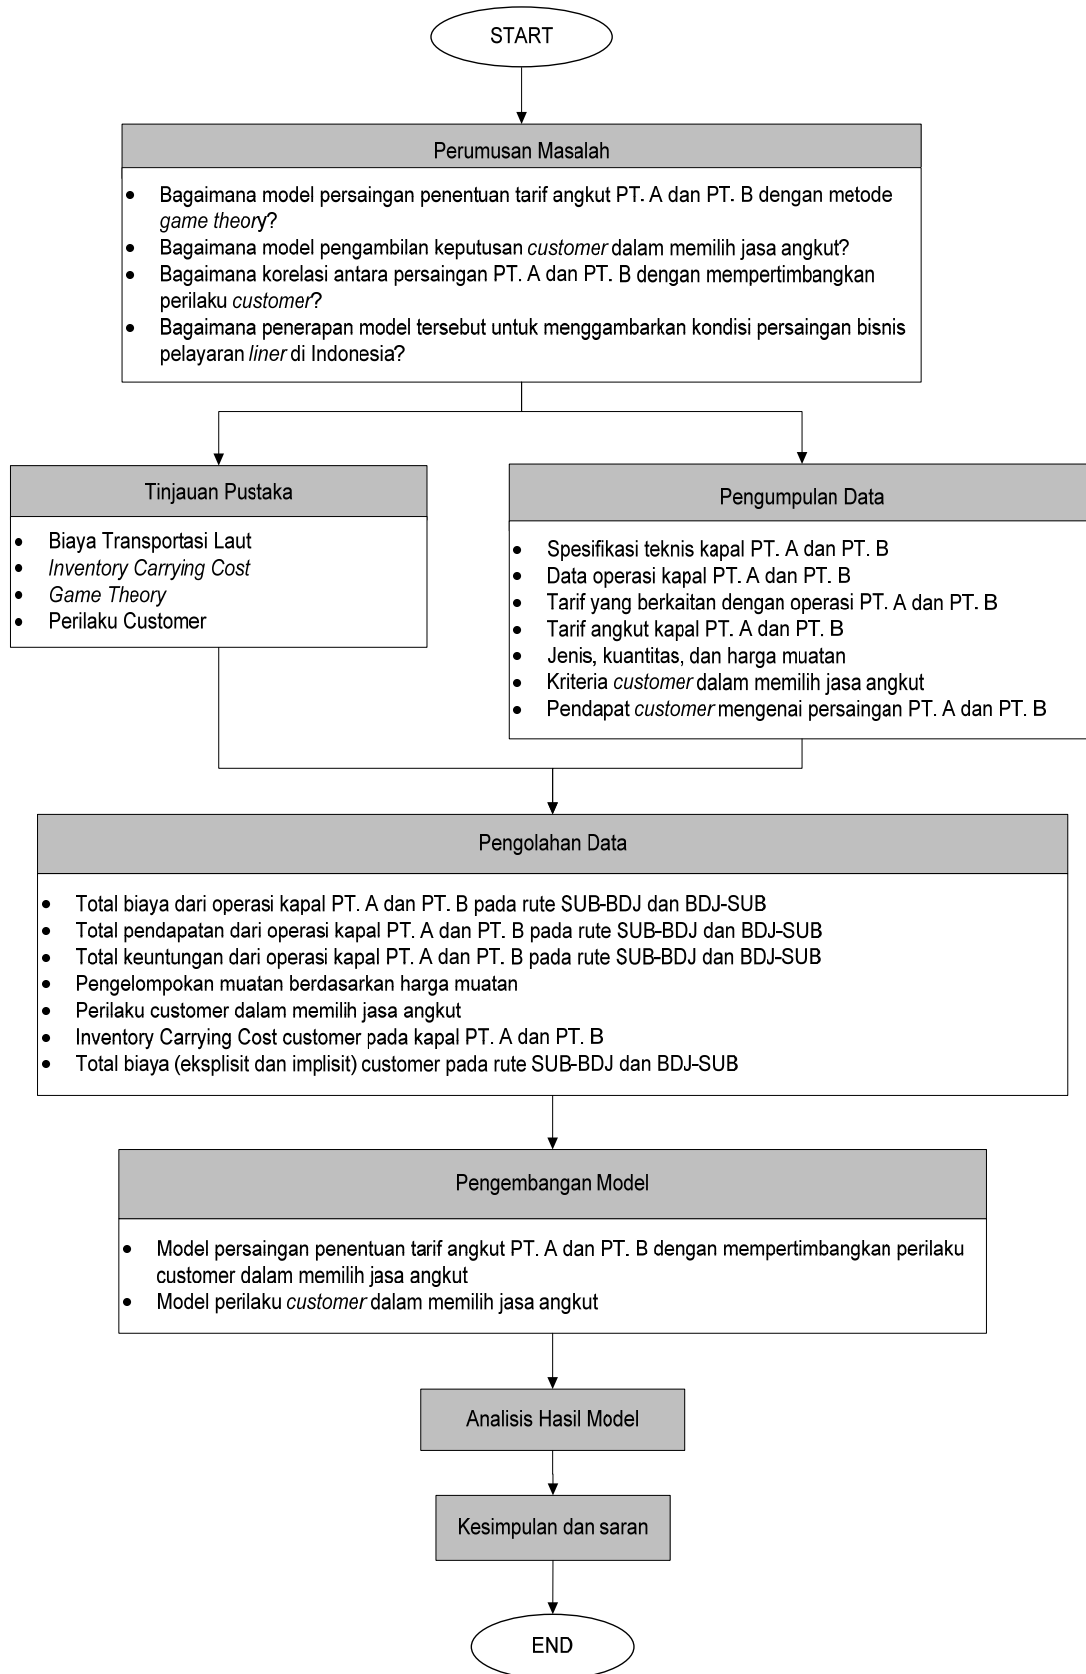 START
Perumusan Masalah
• Bagaimana model persaingan penentuan tarif angkut PT. A dan PT. B dengan metode
game theory?
• Bagaimana model pengambilan keputusan customer dalam memilih jasa angkut?
• Bagaimana korelasi antara persaingan PT. A dan PT. B dengan mempertimbangkan
perilaku customer?
• Bagaimana penerapan model tersebut untuk menggambarkan kondisi persaingan bisnis
pelayaran liner di Indonesia?
Tinjauan Pustaka
• Biaya Transportasi Laut
• Inventory Carrying Cost
• Game Theory
• Perilaku Customer
Pengumpulan Data
• Spesifikasi teknis kapal PT. A dan PT. B
• Data operasi kapal PT. A dan PT. B
• Tarif yang berkaitan dengan operasi PT. A dan PT. B
• Tarif angkut kapal PT. A dan PT. B
• Jenis, kuantitas, dan harga muatan
• Kriteria customer dalam memilih jasa angkut
• Pendapat customer mengenai persaingan PT. A dan PT. B
Pengolahan Data
• Total biaya dari operasi kapal PT. A dan PT. B pada rute SUB-BDJ dan BDJ-SUB
• Total pendapatan dari operasi kapal PT. A dan PT. B pada rute SUB-BDJ dan BDJ-SUB
• Total keuntungan dari operasi kapal PT. A dan PT. B pada rute SUB-BDJ dan BDJ-SUB
• Pengelompokan muatan berdasarkan harga muatan
• Perilaku customer dalam memilih jasa angkut
• Inventory Carrying Cost customer pada kapal PT. A dan PT. B
• Total biaya (eksplisit dan implisit) customer pada rute SUB-BDJ dan BDJ-SUB
Pengembangan Model
• Model persaingan penentuan tarif angkut PT. A dan PT. B dengan mempertimbangkan perilaku
customer dalam memilih jasa angkut
• Model perilaku customer dalam memilih jasa angkut
Analisis Hasil Model
Kesimpulan dan saran
END